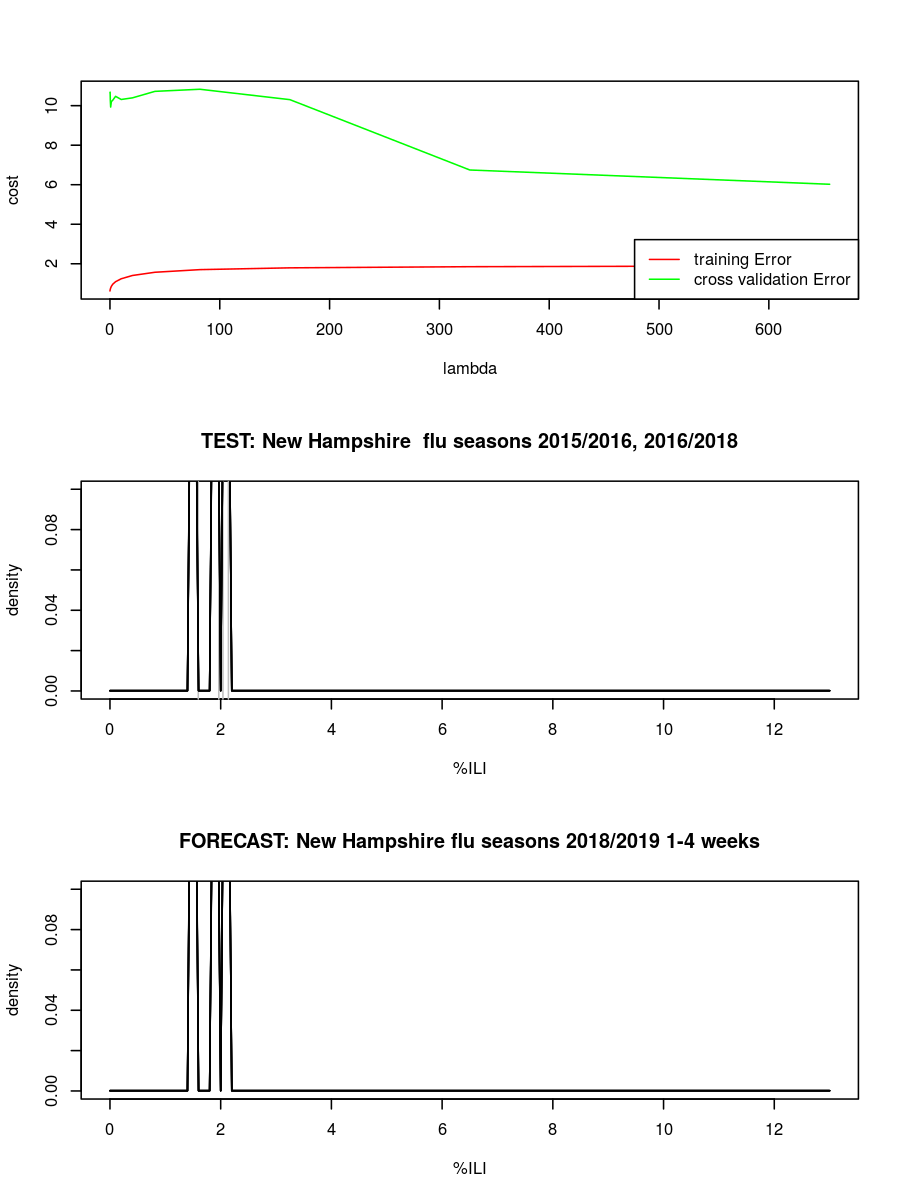 10
8
6
4
2
cost
training Error
cross validation Error
0 100 200 300 400 500 600
lambda
TEST: New Hampshire  flu seasons 2015/2016, 2016/2018
0.08
0.04
0.00
density
0 2 4 6 8 10 12
%ILI
FORECAST: New Hampshire flu seasons 2018/2019 1-4 weeks
0.08
0.04
0.00
density
0 2 4 6 8 10 12
%ILI